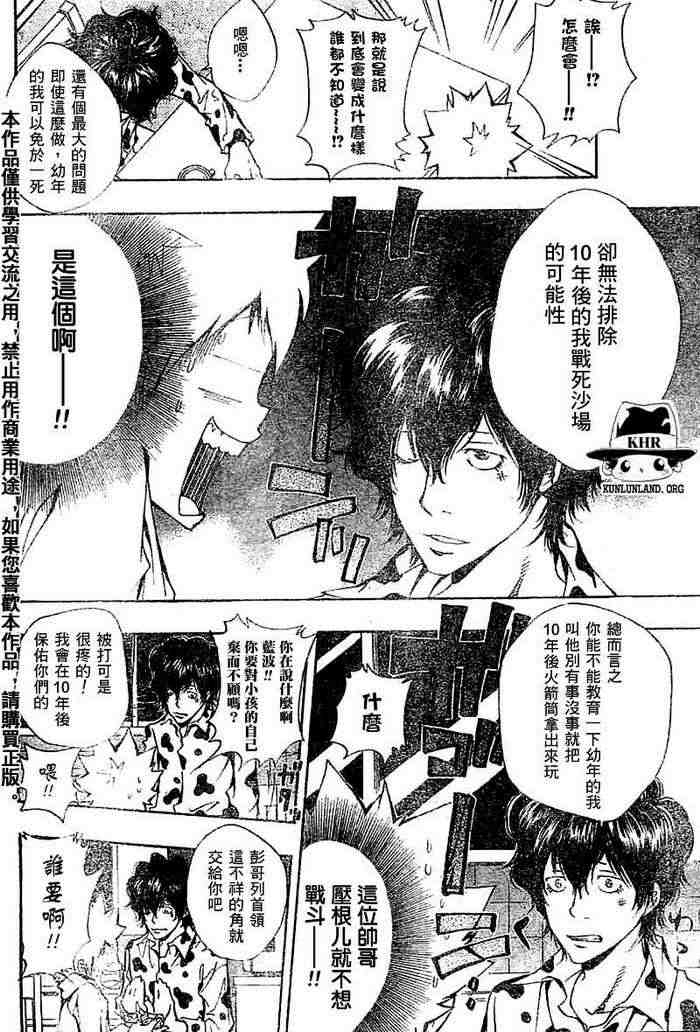 誒——!?
怎麼會——!!
那就是說
到底會變成什麼樣
誰都不知道~~~!?
嗯嗯…
還有個最大的問題
即使這麼做，幼年
的我可以免於一死
卻無法排除
10年後的我戰死沙場
的可能性
是這個啊——!!
KHR
KUNLUNLAND.ORG
總而言之
你能不能教育一下幼年的我
叫他別有事沒事就把
10年後火箭筒拿出來玩
什麼
這位帥哥
壓根儿就不想
戰斗——!!
你在說什麼啊
藍波!!
你要對小孩的自己
棄而不顧嗎?
被打可是
很疼的!
我會在10年後
保佑你們的
喂…!!
彭哥列首領
這不祥的角就
交給你吧
誰要啊!!
本作品僅供學習交流之用，禁止用作商業用途，如果您喜歡本作品，請購買正版。